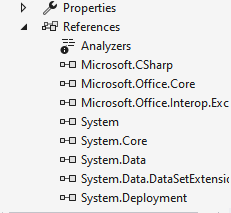 Properties
References
Analyzers
Microsoft.CSharp
Microsoft.Office.Core
Microsoft.Office.Interop.Exc
System
System.Core
System.Data
System.Data.DataSetExtensio
System.Deployment